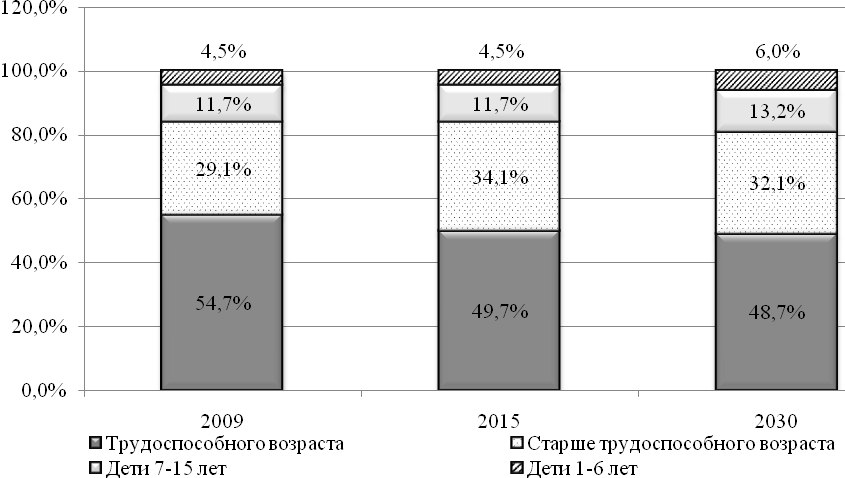 120,0%
4,5% 4,5% 6,0%
100,0%
11,7% 11,7% 13,2%
80,0%
29,1% 34,1% 32,1%
60,0%
40,0%
54,7% 49,7% 48,7%
20,0%
0,0%
2009 2015 2030
Трудоспособного возраста Старше трудоспособного возраста
Дети 7-15 лет Дети 1-6 лет